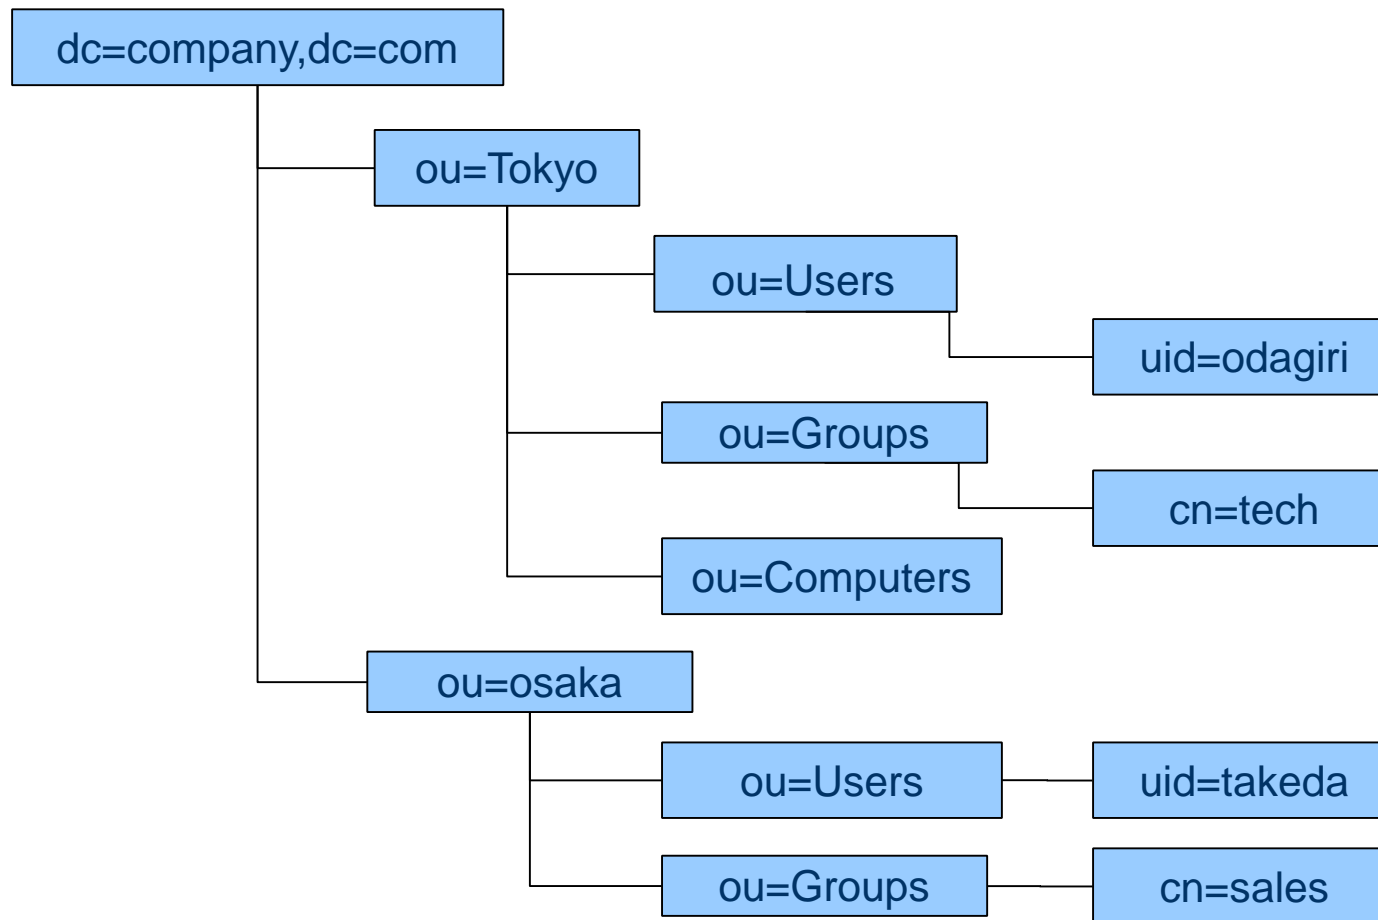 dc=company,dc=com
ou=Tokyo
ou=Users
uid=odagiri
ou=Groups
cn=tech
ou=Computers
ou=osaka
ou=Users
uid=takeda
ou=Groups
cn=sales